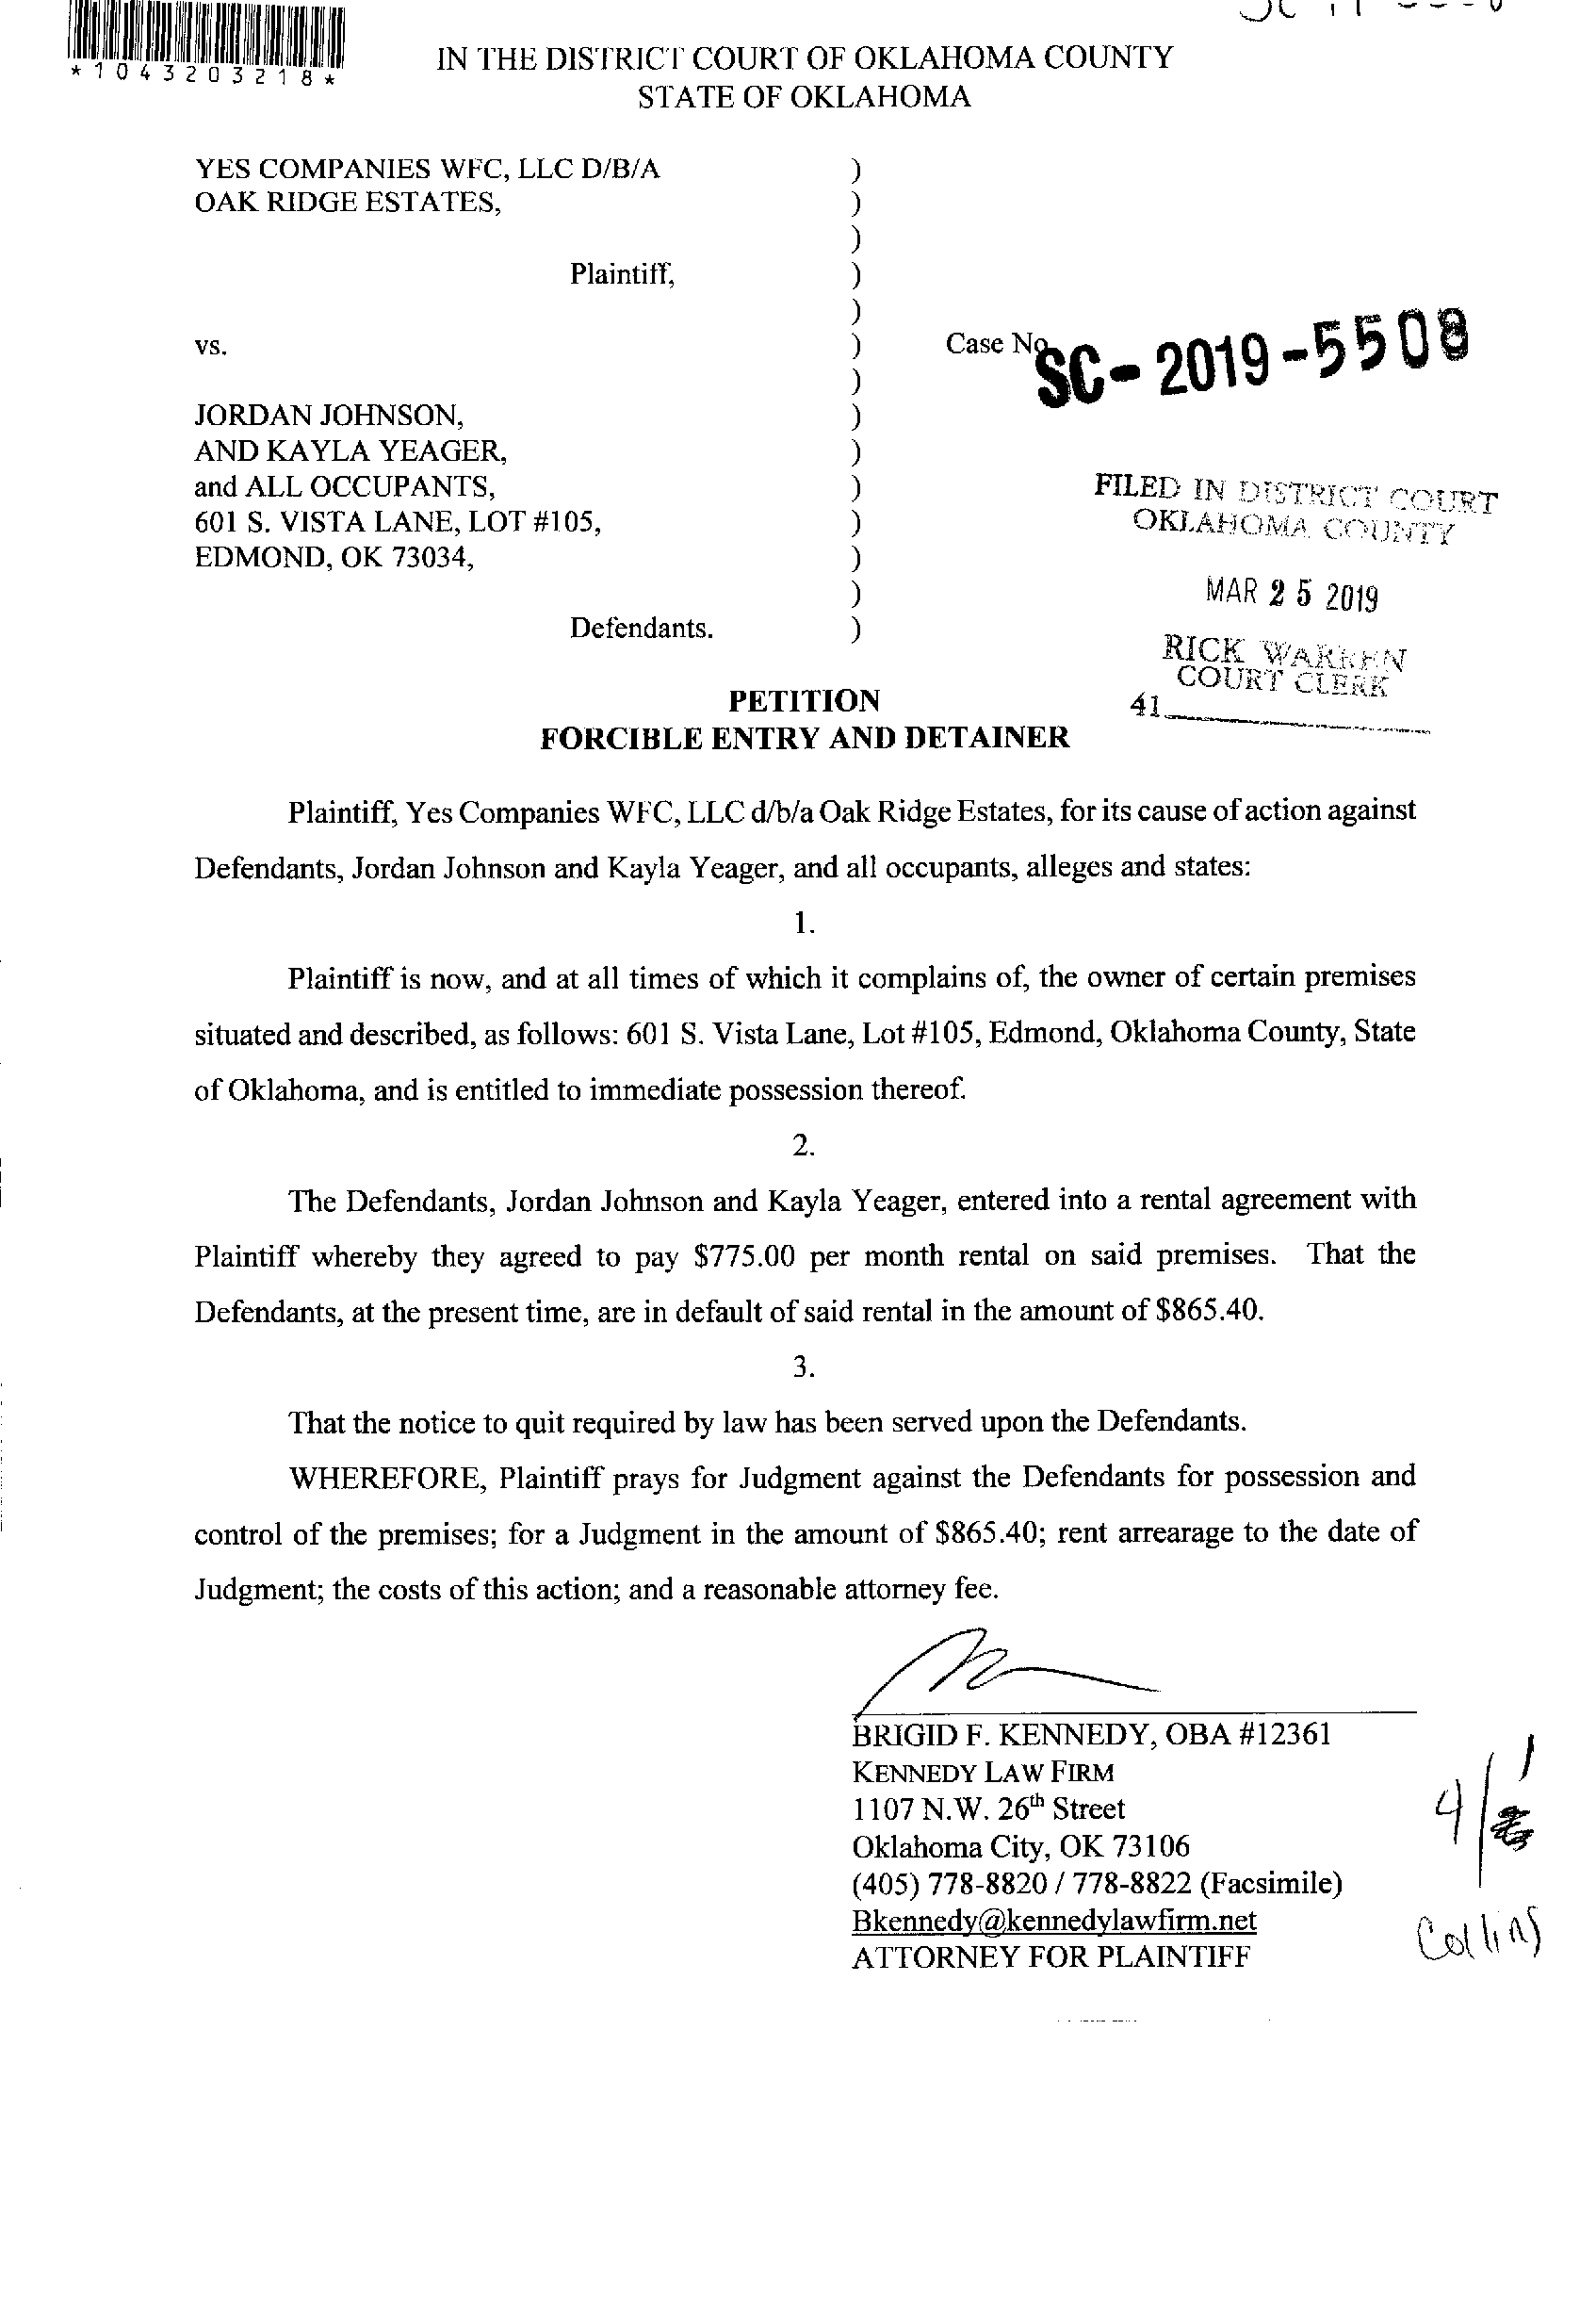 *1043203218*
IN THE DISTRICT COURT OF OKLAHOMA COUNTY
STATE OF OKLAHOMA
YES COMPANIES WFC, LLC D/B/A )
OAK RIDGE ESTATES, )
)
Plaintiff, )
)
vs. ) Case No.
SC-2019-5508
)
JORDAN JOHNSON, )
AND KAYLA YEAGER, )
and ALL OCCUPANTS, )
601 S. VISTA LANE, LOT #105, )
EDMOND, OK 73034, )
)
Defendants. )
FILED IN DISTRICT COURT
OKLAHOMA COUNTY
MAR 25 2019
RICK WARREN
COURT CLERK
41
PETITION
FORCIBLE ENTRY AND DETAINER
Plaintiff, Yes Companies WFC, LLC d/b/a Oak Ridge Estates, for its cause of action against
Defendants, Jordan Johnson and Kayla Yeager, and all occupants, alleges and states:
1.
Plaintiff is now, and at all times of which it complains of, the owner of certain premises
situated and described, as follows: 601 S. Vista Lane, Lot #105, Edmond, Oklahoma County, State
of Oklahoma, and is entitled to immediate possession thereof.
2.
The Defendants, Jordan Johnson and Kayla Yeager, entered into a rental agreement with
Plaintiff whereby they agreed to pay $775.00 per month rental on said premises. That the
Defendants, at the present time, are in default of said rental in the amount of $865.40.
3.
That the notice to quit required by law has been served upon the Defendants.
WHEREFORE, Plaintiff prays for Judgment against the Defendants for possession and
control of the premises; for a Judgment in the amount of $865.40; rent arrearage to the date of
Judgment; the costs of this action; and a reasonable attorney fee.
BRIGID F. KENNEDY, OBA #12361
KENNEDY LAW FIRM
1107 N.W. 26th Street
Oklahoma City, OK 73106
(405) 778-8820 / 778-8822 (Facsimile)
Bkennedy@kennedylawfirm.net
ATTORNEY FOR PLAINTIFF
4/1
Collins